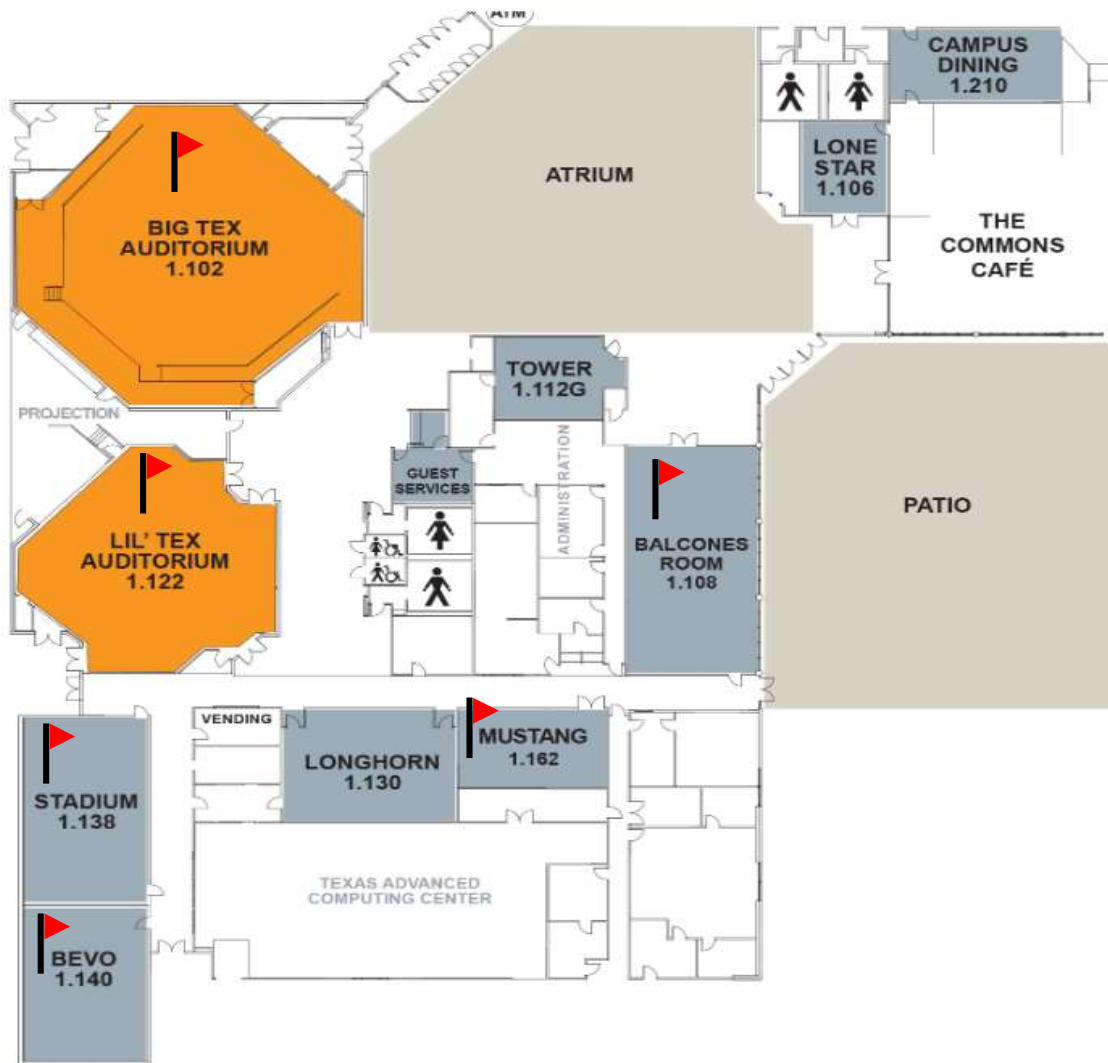 ATM
CAMPUS
DINING
1.210
LONE
STAR
1.106
ATRIUM
THE
COMMONS
CAFÉ
BIG TEX
AUDITORIUM
1.102
TOWER
1.112G
PROJECTION
GUEST
SERVICES
ADMINISTRATION
PATIO
LIL' TEX
AUDITORIUM
1.122
BALCONES
ROOM
1.108
VENDING
LONGHORN
1.130
MUSTANG
1.162
STADIUM
1.138
TEXAS ADVANCED
COMPUTING CENTER
BEVO
1.140